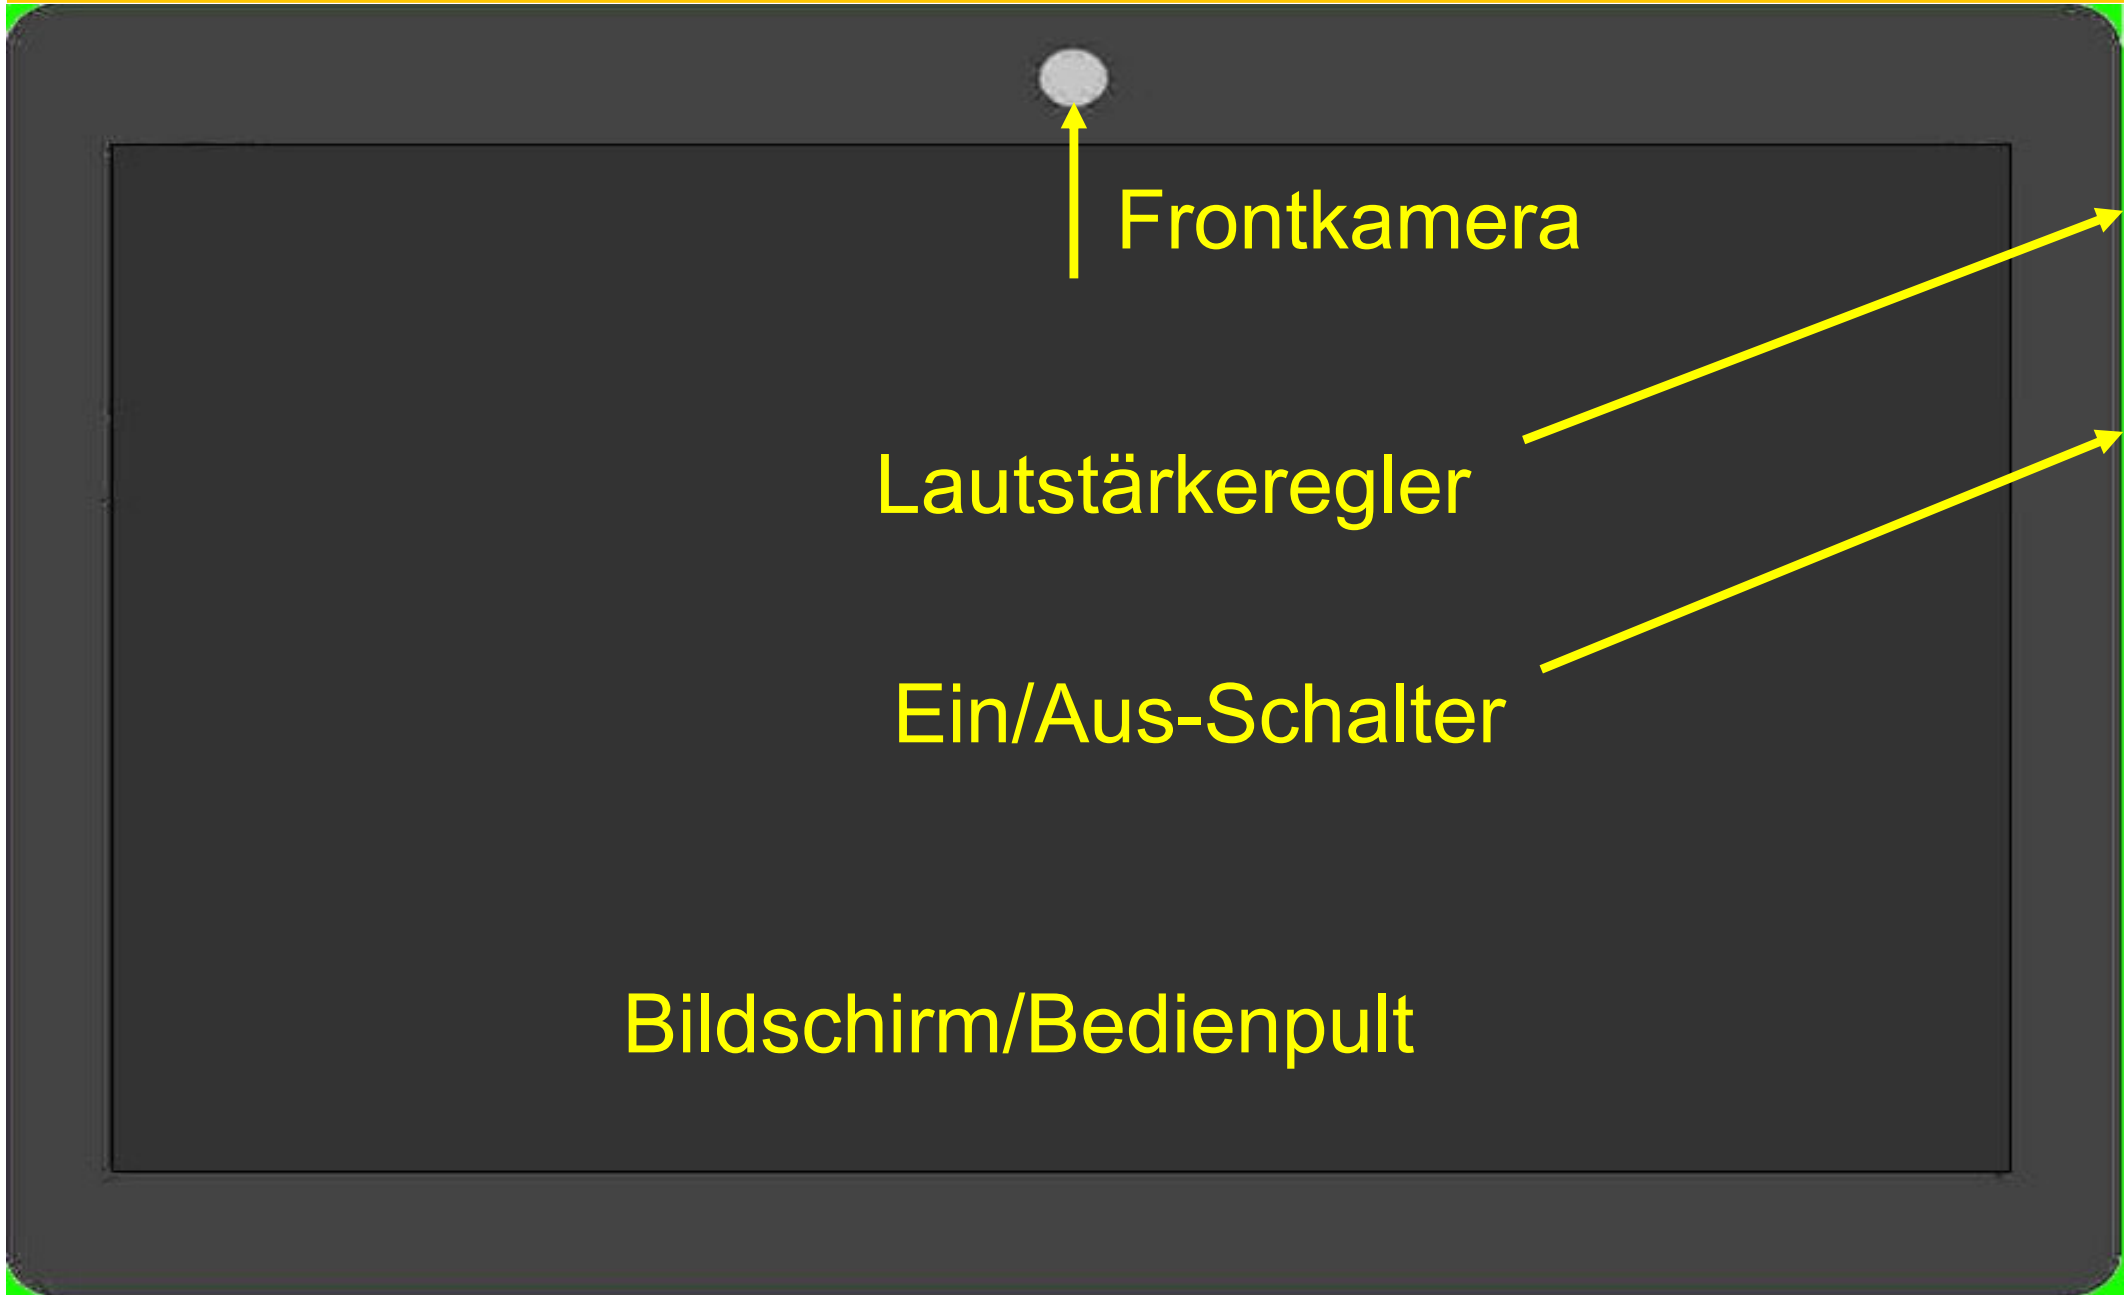 Frontkamera
Lautstärkeregler
Ein/Aus-Schalter
Bildschirm/Bedienpult